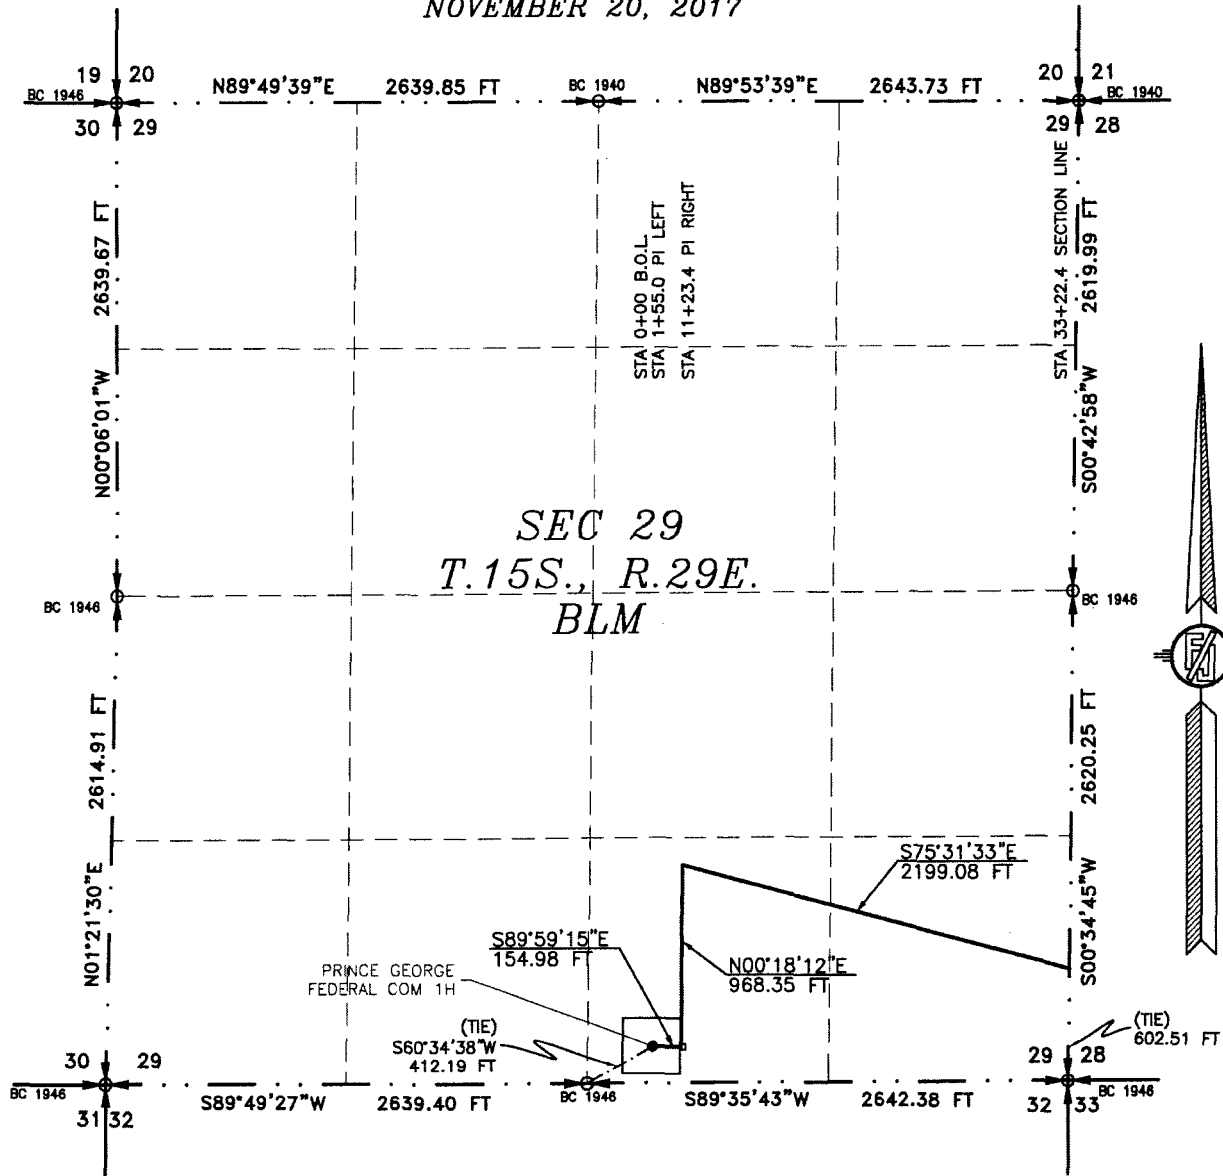 NOVEMBER 20, 2017
19 20
20 21
BC 1946
N89°49'39"E 2639.85 FT
BC 1940
N89°53'39"E 2643.73 FT
BC 1940
30 29
29 28
2639.67 FT
N00°06'01"W
STA 0+00 B.O.L.
STA 1+55.0 PI LEFT
STA 11+23.4 PI RIGHT
STA 33+22.4 SECTION LINE
2619.99 FT
S00°42'58"W
SEC 29
T.15S., R.29E.
BLM
BC 1946
BC 1946
2614.91 FT
N01°21'30"E
2620.25 FT
S00°34'45"W
S75°31'33"E
2199.08 FT
S89°59'15"E
154.98 FT
N00°18'12"E
968.35 FT
PRINCE GEORGE
FEDERAL COM 1H
(TIE)
S60°34'38"W
412.19 FT
(TIE)
602.51 FT
30 29
29 28
BC 1946
S89°49'27"W 2639.40 FT
BC 1946
S89°35'43"W 2642.38 FT
BC 1946
31 32
32 33